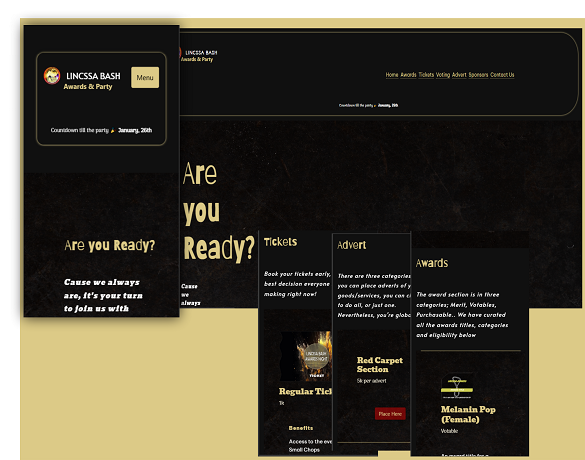 LINCSSA BASH
Awards & Party
Menu
Countdown till the party 🎉 January, 26th
Are you Ready?
Cause we always
are, it's your turn
to join us with
LINCSSA BASH
Awards & Party
Home Awards Tickets Voting Advert Sponsors Contact Us
Countdown till the party 🎉 January, 26th
Are
you
Ready?
Cause
we
always
Tickets
Book your tickets early,
best decision everyone
making right now!
LINCSSA BASH
AWARDS NIGHT
TICKET
Regular Tick
1k
Benefits
Access to the eve
Small Chops
Advert
There are three categories
you can place adverts of y
goods/services, you can c
to do all, or just one.
Nevertheless, you're globa
Red Carpet
Section
5k per advert
Place Here
Awards
The award section is in three
categories; Merit, Votables,
Purchasable.. We have curated
all the awards titles, categories
and eligibility below
Melanin Pop
(Female)
Votable
An award title for a